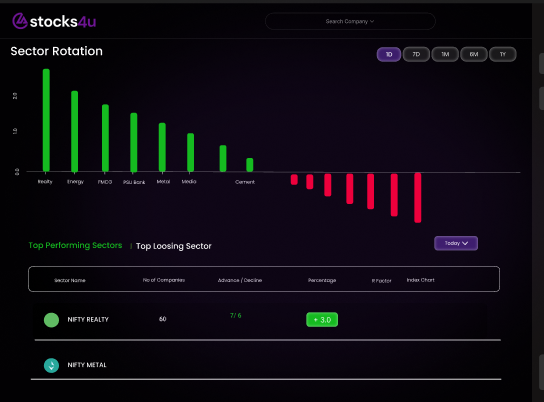 stocks4u
Search Company
Sector Rotation
1D 7D 1M 6M 1Y
2.0
1.0
0.0
Realty Energy FMCG PSU Bank Metal Media Cement
Top Performing Sectors | Top Loosing Sector
Today
Sector Name No of Companies Advance / Decline Percentage R Factor Index Chart
NIFTY REALTY 60 7/ 6 + 3.0
NIFTY METAL